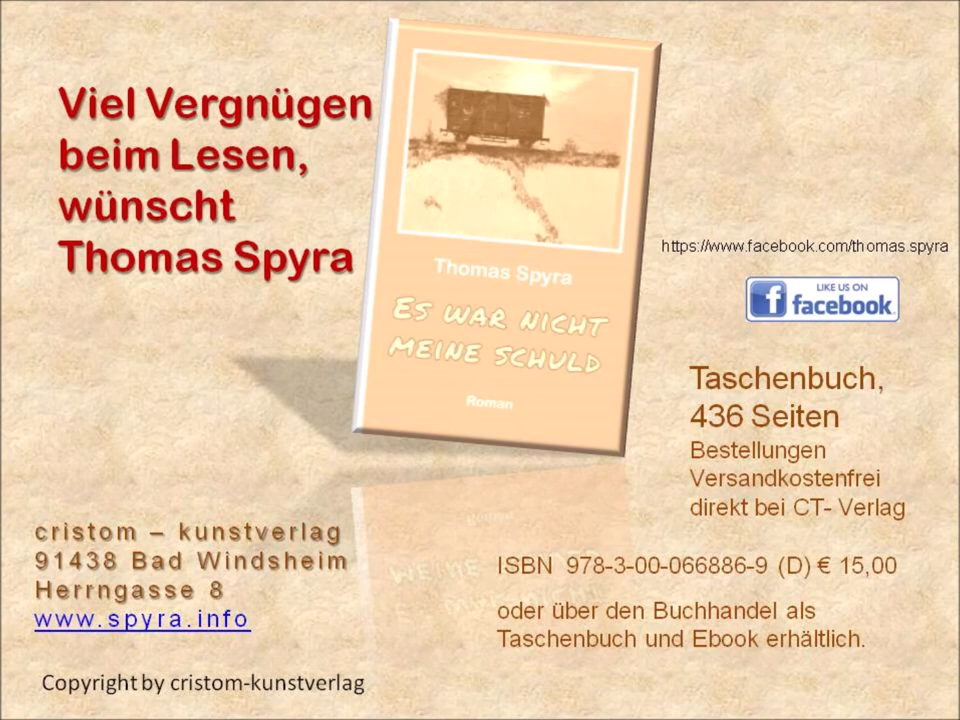 Viel Vergnügen
beim Lesen,
wünscht
Thomas Spyra
Thomas Spyra
ES WAR NICHT
MEINE SCHULD
Roman
https://www.facebook.com/thomas.spyra
LIKE US ON
facebook
Taschenbuch,
436 Seiten
Bestellungen
Versandkostenfrei
direkt bei CT- Verlag
cristom – kunstverlag
91438 Bad Windsheim
Herrngasse 8
www.spyra.info
ISBN 978-3-00-066886-9 (D) € 15,00
oder über den Buchhandel als
Taschenbuch und Ebook erhältlich.
Copyright by cristom-kunstverlag